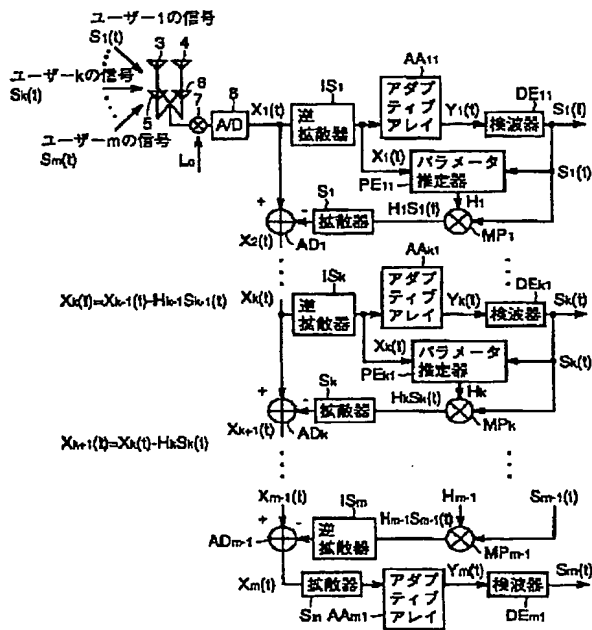 ユーザー1の信号
S1(t)
3 4
ユーザーkの信号
Sk(t)
5 6
7
8
A/D
Lo
ユーザーmの信号
Sm(t)
X1(t)
IS1
逆
拡散器
AA11
アダ
プテ
ィブ
アレイ
Y1(t)
DE11
検波器
S1(t)
X1(t)
パラメータ
推定器
PE11
S1(t)
H1
S1
拡散器
H1S1(t)
MP1
+
-
AD1
X2(t)
Xk(t)=Xk-1(t)-Hk-1Sk-1(t)
Xk(t)
ISk
逆
拡散器
AAk1
アダ
プテ
ィブ
アレイ
Yk(t)
DEk1
検波器
Sk(t)
Xk(t)
パラメータ
推定器
PEk1
Sk(t)
Hk
Sk
拡散器
HkSk(t)
MPk
+
-
ADk
Xk+1(t)
Xk+1(t)=Xk(t)-HkSk(t)
Xm-1(t)
ISm
逆
拡散器
Hm-1Sm-1(t)
Hm-1
Sm-1(t)
MPm-1
+
-
ADm-1
Xm(t)
拡散器
Sm
アダ
プテ
ィブ
アレイ
AAm1
Ym(t)
検波器
DEm1
Sm(t)